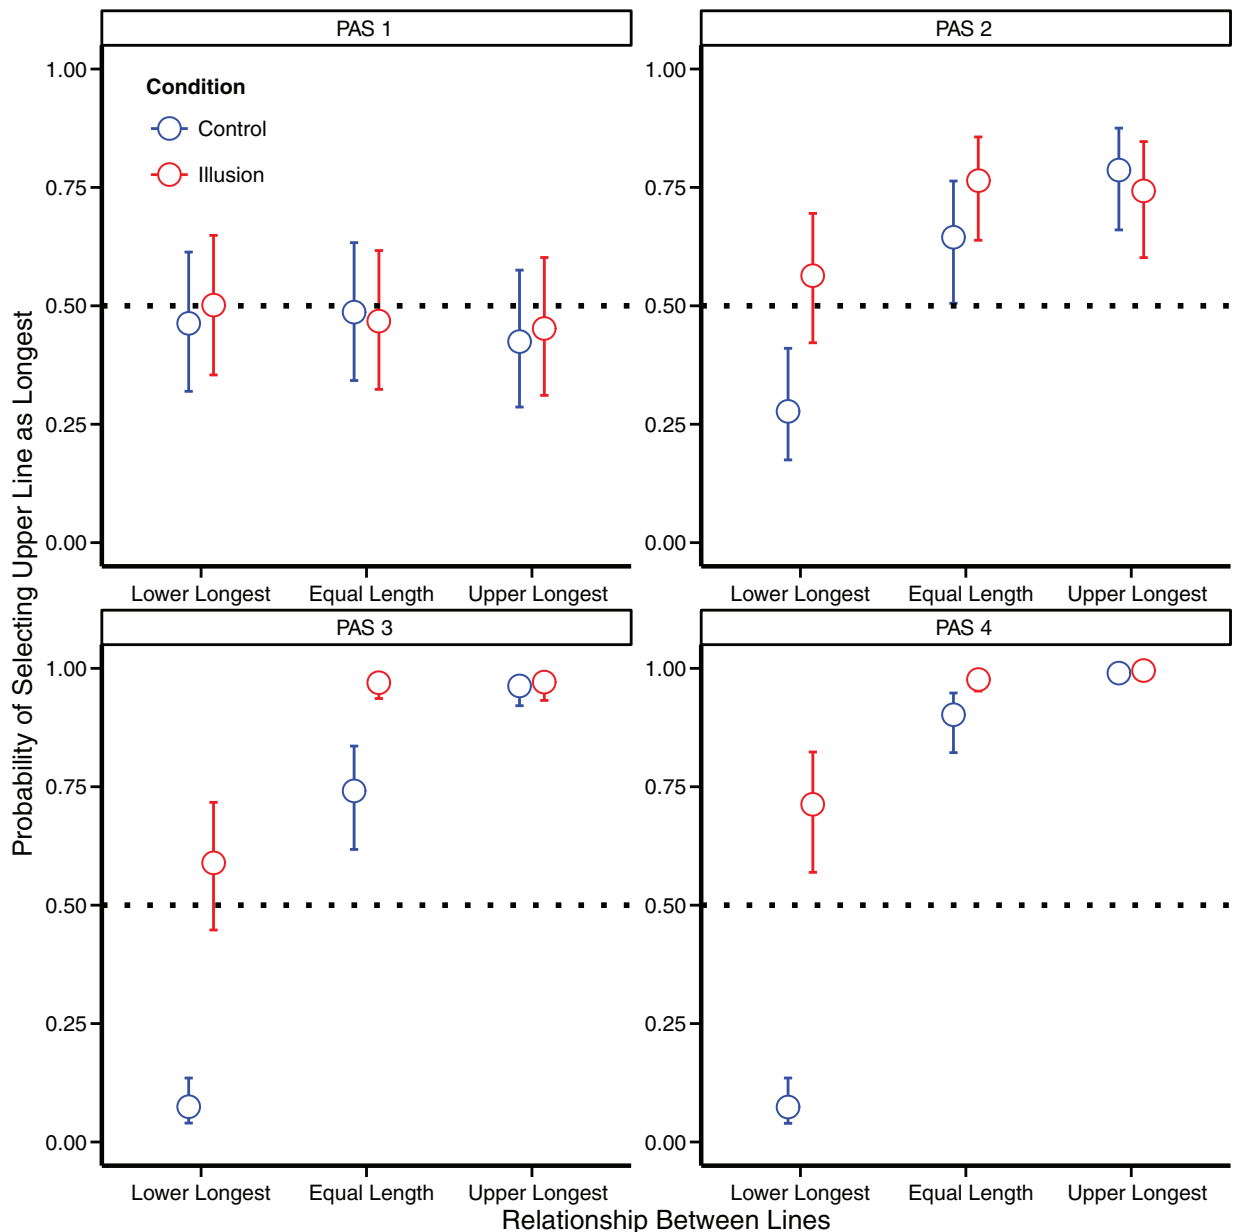 PAS 1
PAS 2
Condition
Control
Illusion
1.00
0.75
0.50
0.25
0.00
1.00
0.75
0.50
0.25
0.00
Lower Longest Equal Length Upper Longest
Lower Longest Equal Length Upper Longest
PAS 3
PAS 4
1.00
0.75
0.50
0.25
0.00
1.00
0.75
0.50
0.25
0.00
Lower Longest Equal Length Upper Longest
Lower Longest Equal Length Upper Longest
Probability of Selecting Upper Line as Longest
Relationship Between Lines